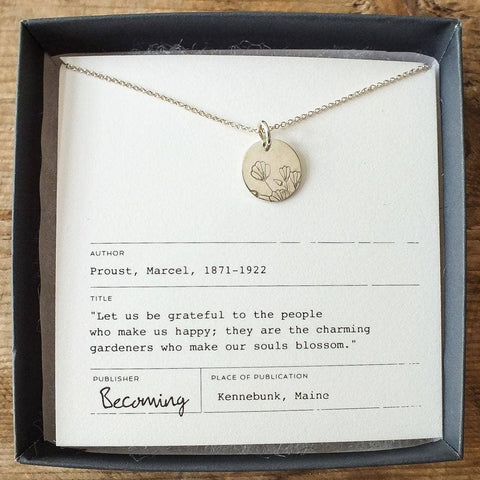 AUTHOR
Proust, Marcel, 1871-1922
TITLE
"Let us be grateful to the people
who make us happy; they are the charming
gardeners who make our souls blossom."
PUBLISHER
Becoming
PLACE OF PUBLICATION
Kennebunk, Maine